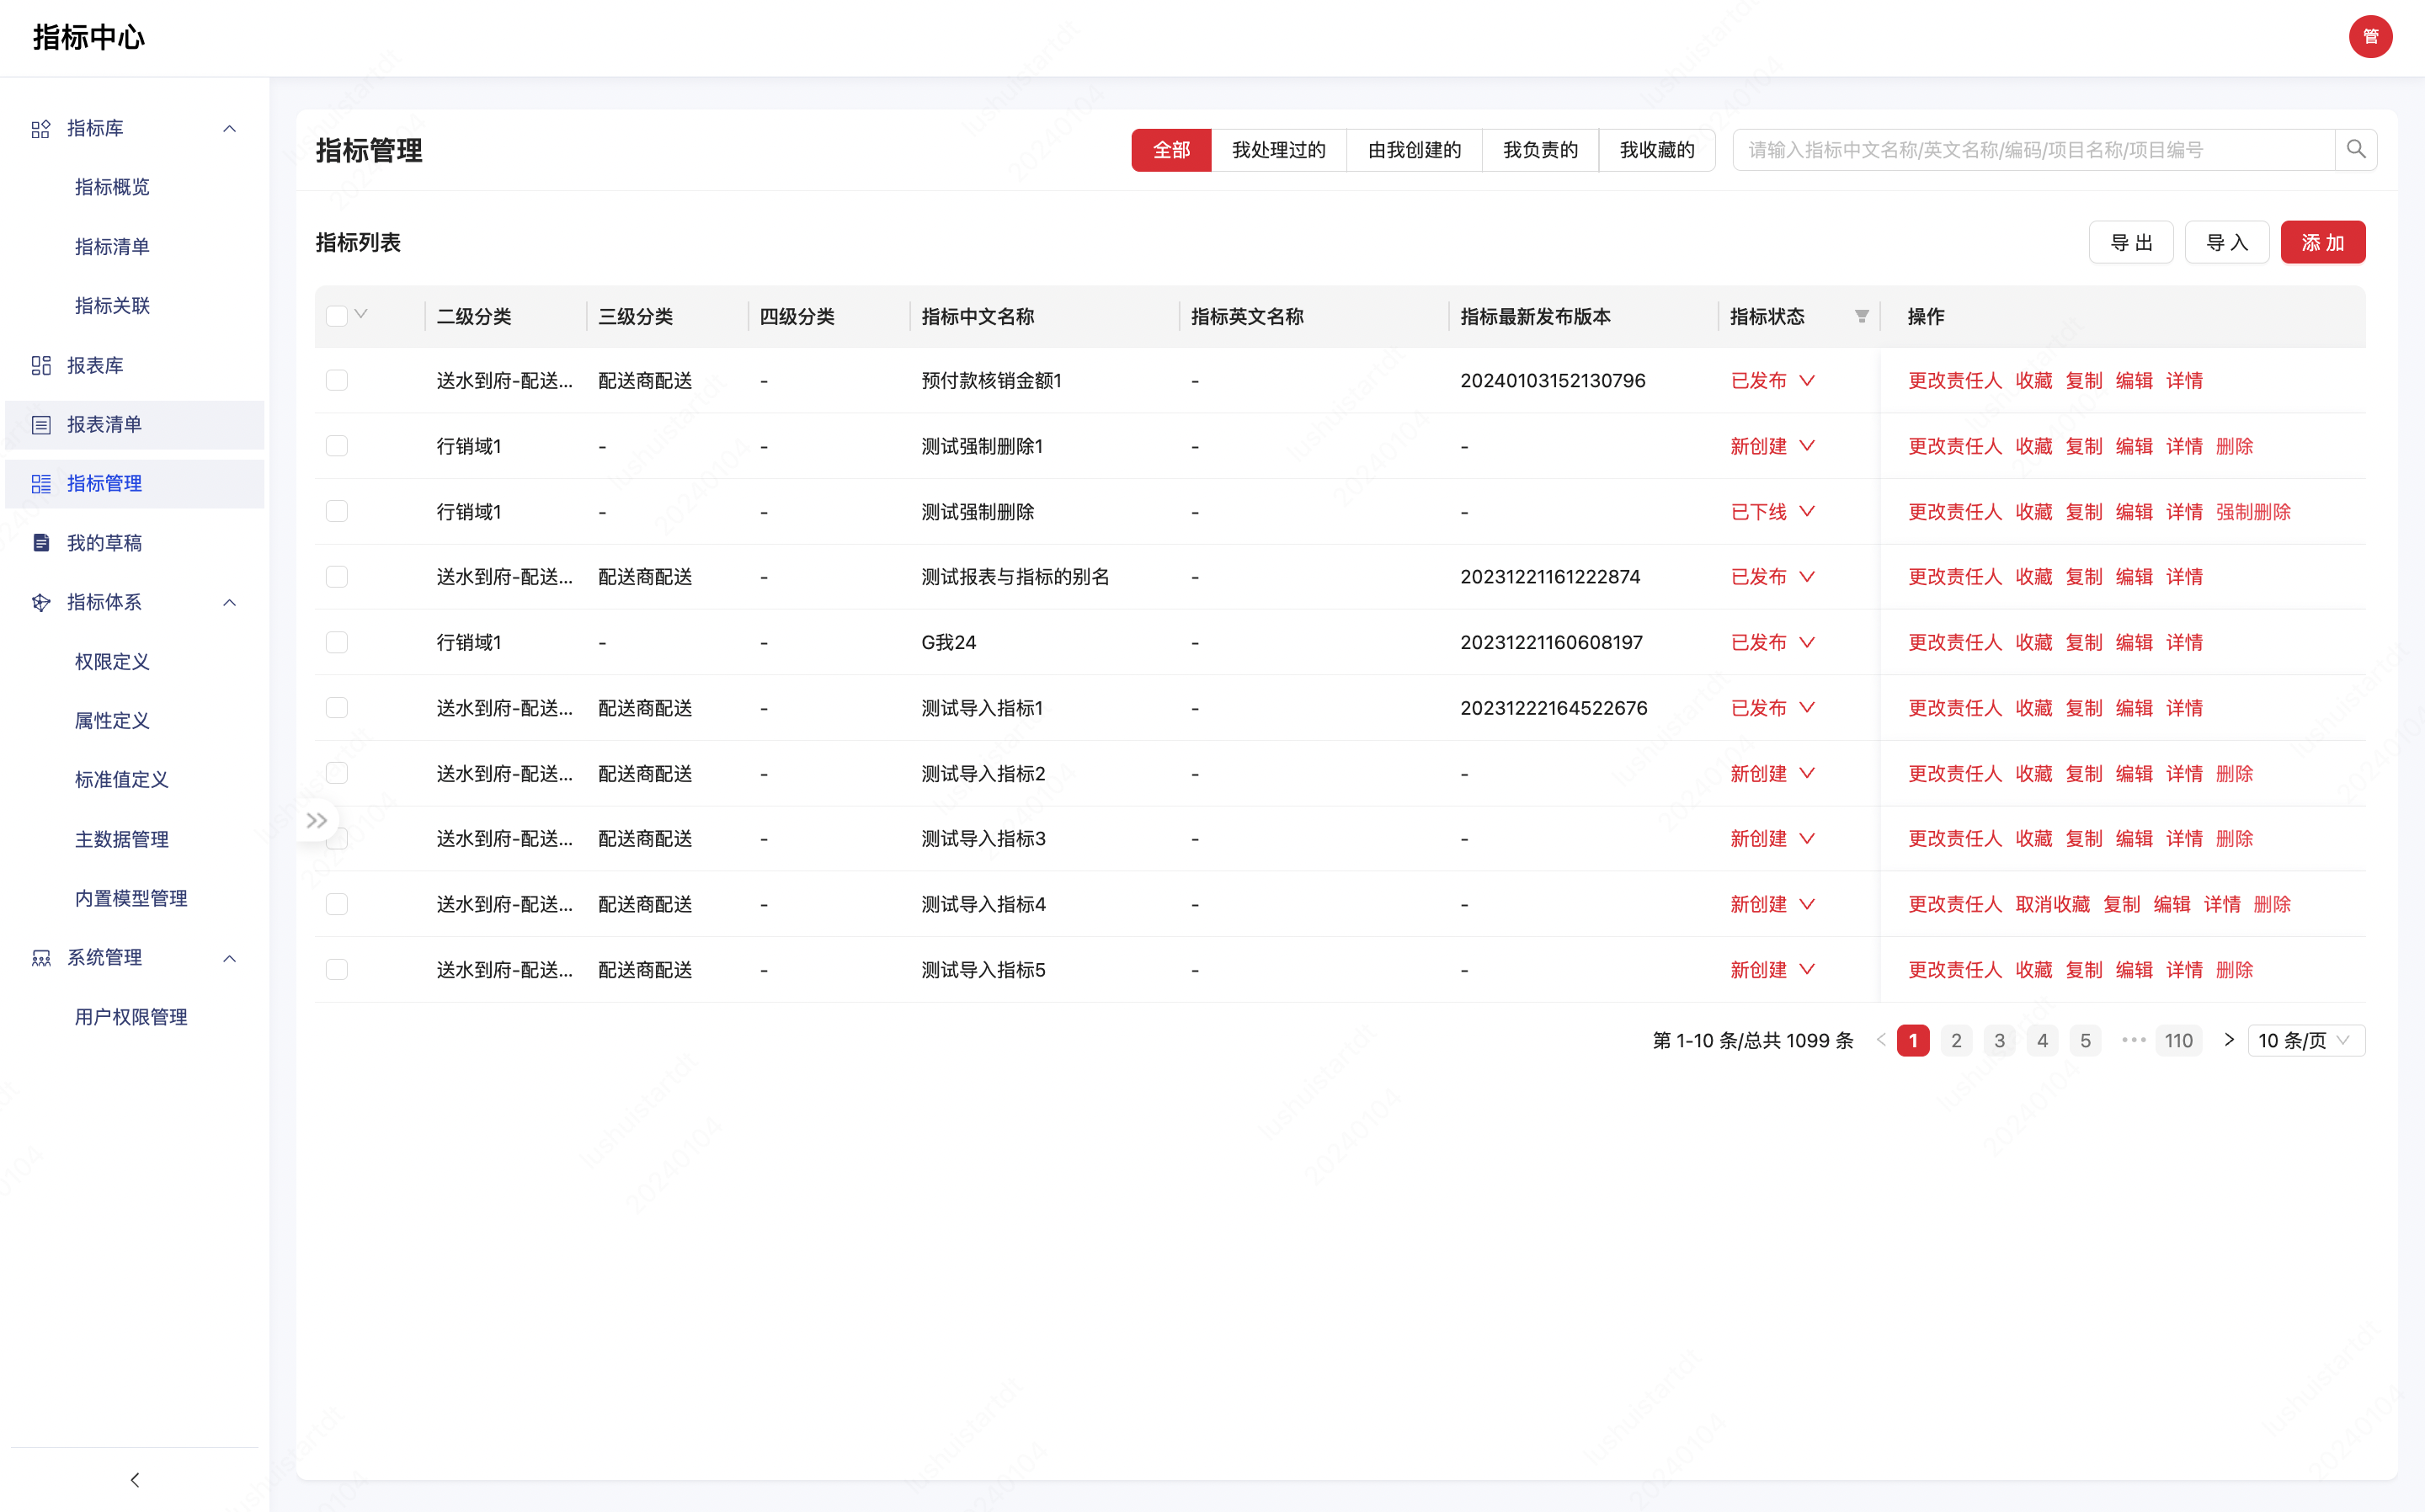 指标中心
管
指标库
指标概览
指标清单
指标关联
报表库
报表清单
指标管理
我的草稿
指标体系
权限定义
属性定义
标准值定义
主数据管理
内置模型管理
系统管理
用户权限管理
指标管理
全部 我处理过的 由我创建的 我负责的 我收藏的 请输入指标中文名称/英文名称/编码/项目名称/项目编号
指标列表 导 出 导 入 添 加
二级分类 三级分类 四级分类 指标中文名称 指标英文名称 指标最新发布版本 指标状态 操作
送水到府-配送... 配送商配送 - 预付款核销金额1 - 20240103152130796 已发布 更改责任人 收藏 复制 编辑 详情
行销域1 - - 测试强制删除1 - - 新创建 更改责任人 收藏 复制 编辑 详情 删除
行销域1 - - 测试强制删除 - - 已下线 更改责任人 收藏 复制 编辑 详情 强制删除
送水到府-配送... 配送商配送 - 测试报表与指标的别名 - 20231221161222874 已发布 更改责任人 收藏 复制 编辑 详情
行销域1 - - G我24 - 20231221160608197 已发布 更改责任人 收藏 复制 编辑 详情
送水到府-配送... 配送商配送 - 测试导入指标1 - 20231222164522676 已发布 更改责任人 收藏 复制 编辑 详情
送水到府-配送... 配送商配送 - 测试导入指标2 - - 新创建 更改责任人 收藏 复制 编辑 详情 删除
送水到府-配送... 配送商配送 - 测试导入指标3 - - 新创建 更改责任人 收藏 复制 编辑 详情 删除
送水到府-配送... 配送商配送 - 测试导入指标4 - - 新创建 更改责任人 取消收藏 复制 编辑 详情 删除
送水到府-配送... 配送商配送 - 测试导入指标5 - - 新创建 更改责任人 收藏 复制 编辑 详情 删除
第 1-10 条/总共 1099 条 1 2 3 4 5 ••• 110 10 条/页
lushuistartdt
20240104